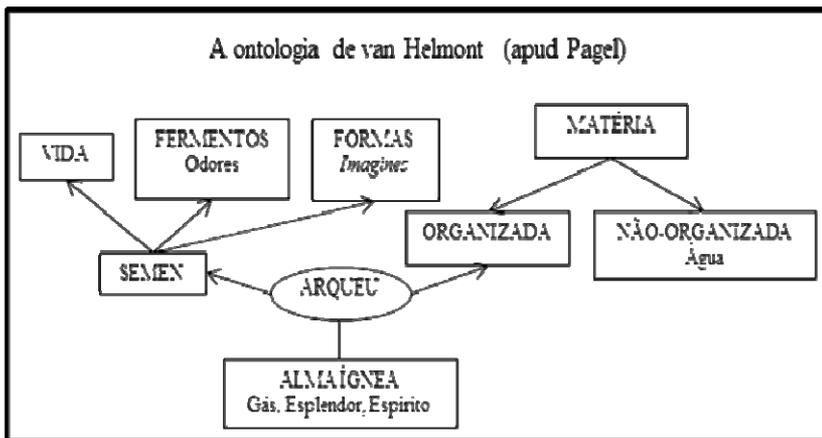 A ontologia de van Helmont (apud Pagel)
VIDA
FERMENTOS
Odores
FORMAS
Imagines
MATÉRIA
ORGANIZADA
NÃO-ORGANIZADA
Água
SEMEN
ARQUEU
ALMA ÍGNEA
Gás, Esplendor, Espírito